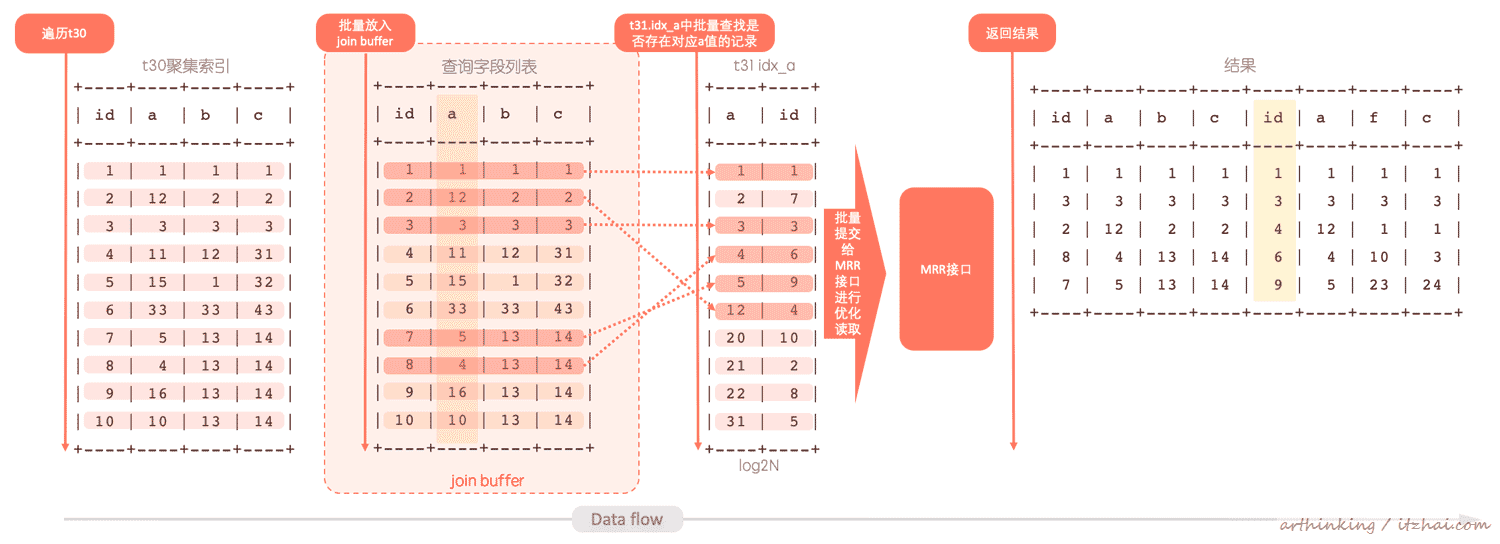 遍历t30
t30聚集索引
+----+----+----+----+
| id | a | b | c |
+----+----+----+----+
| 1 | 1 | 1 | 1 |
| 2 | 12 | 2 | 2 |
| 3 | 3 | 3 | 3 |
| 4 | 11 | 12 | 31 |
| 5 | 15 | 1 | 32 |
| 6 | 33 | 33 | 43 |
| 7 | 5 | 13 | 14 |
| 8 | 4 | 13 | 14 |
| 9 | 16 | 13 | 14 |
| 10 | 10 | 13 | 14 |
+----+----+----+----+
批量放入
join buffer
查询字段列表
+----+----+----+----+
| id | a | b | c |
+----+----+----+----+
| 1 | 1 | 1 | 1 |
| 2 | 12 | 2 | 2 |
| 3 | 3 | 3 | 3 |
| 4 | 11 | 12 | 31 |
| 5 | 15 | 1 | 32 |
| 6 | 33 | 33 | 43 |
| 7 | 5 | 13 | 14 |
| 8 | 4 | 13 | 14 |
| 9 | 16 | 13 | 14 |
| 10 | 10 | 13 | 14 |
+----+----+----+----+
join buffer
t31.idx_a中批量查找是
否存在对应a值的记录
t31 idx_a
+----+----+
| a | id |
+----+----+
| 1 | 1 |
| 2 | 7 |
| 3 | 3 |
| 4 | 6 |
| 5 | 9 |
| 12 | 4 |
| 20 | 10 |
| 21 | 2 |
| 22 | 8 |
| 31 | 5 |
+----+----+
log2N
批量
提交
给
MRR
接口
进行
优化
读取
MRR接口
返回结果
结果
+----+----+----+----+----+----+----+----+
| id | a | b | c | id | a | f | c |
+----+----+----+----+----+----+----+----+
| 1 | 1 | 1 | 1 | 1 | 1 | 1 | 1 |
| 3 | 3 | 3 | 3 | 3 | 3 | 3 | 3 |
| 2 | 12 | 2 | 2 | 4 | 12 | 1 | 1 |
| 8 | 4 | 13 | 14 | 6 | 4 | 10 | 3 |
| 7 | 5 | 13 | 14 | 9 | 5 | 23 | 24 |
+----+----+----+----+----+----+----+----+
Data flow
arthinking / itzhai.com